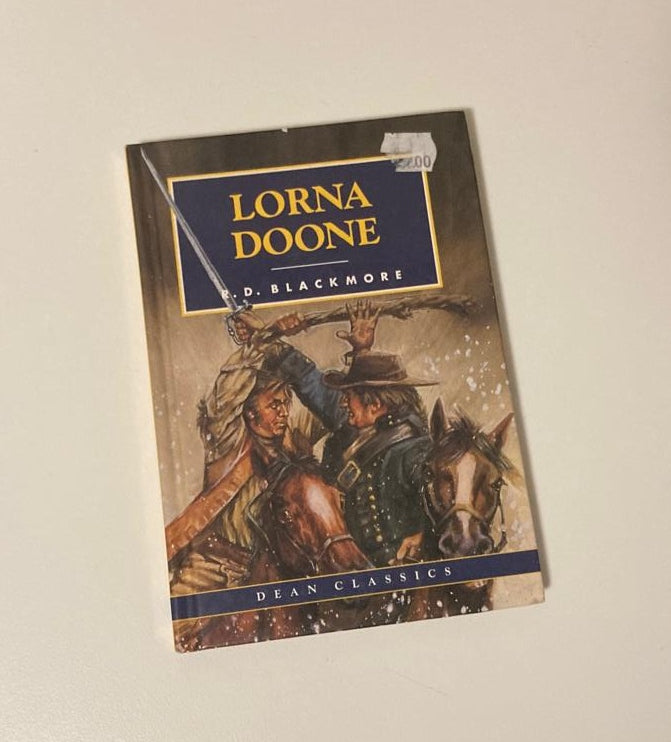 LORNA
DOONE
R. D. BLACKMORE
DEAN CLASSICS